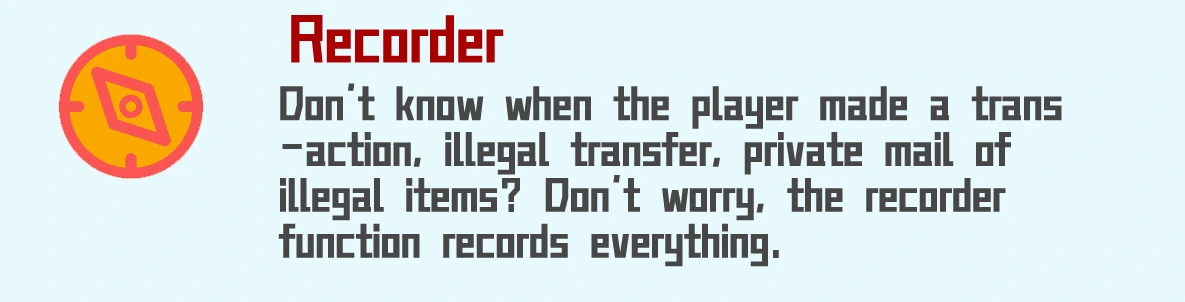 Recorder
Don't know when the player made a trans
-action, illegal transfer, private mail of
illegal items? Don't worry, the recorder
function records everything.